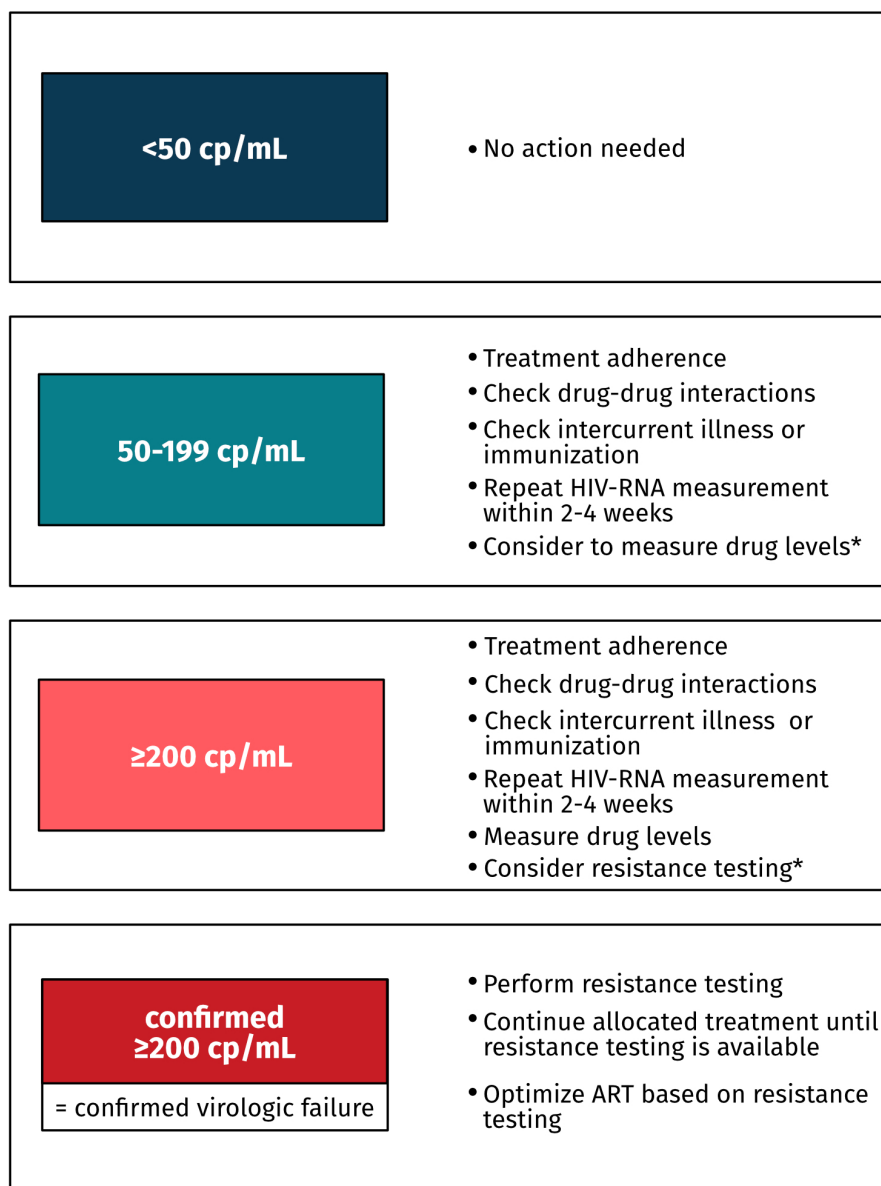 <50 cp/mL
• No action needed
50-199 cp/mL
• Treatment adherence
• Check drug-drug interactions
• Check intercurrent illness or
immunization
• Repeat HIV-RNA measurement
within 2-4 weeks
• Consider to measure drug levels*
≥200 cp/mL
• Treatment adherence
• Check drug-drug interactions
• Check intercurrent illness or
immunization
• Repeat HIV-RNA measurement
within 2-4 weeks
• Measure drug levels
• Consider resistance testing*
confirmed
≥200 cp/mL
= confirmed virologic failure
• Perform resistance testing
• Continue allocated treatment until
resistance testing is available
• Optimize ART based on resistance
testing